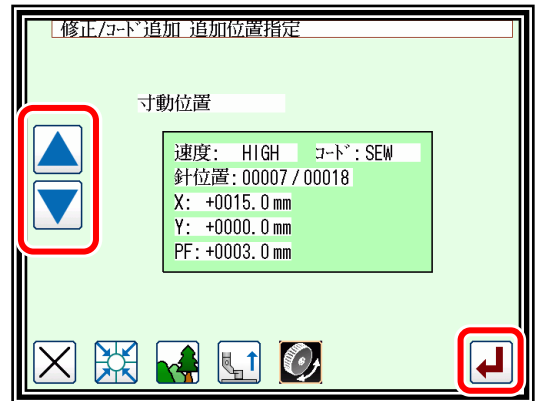 修正/ｺｰﾄﾞ追加 追加位置指定
寸動位置
速度: HIGH ｺｰﾄﾞ: SEW
針位置: 00007/00018
X: +0015.0mm
Y: +0000.0mm
PF: +0003.0mm